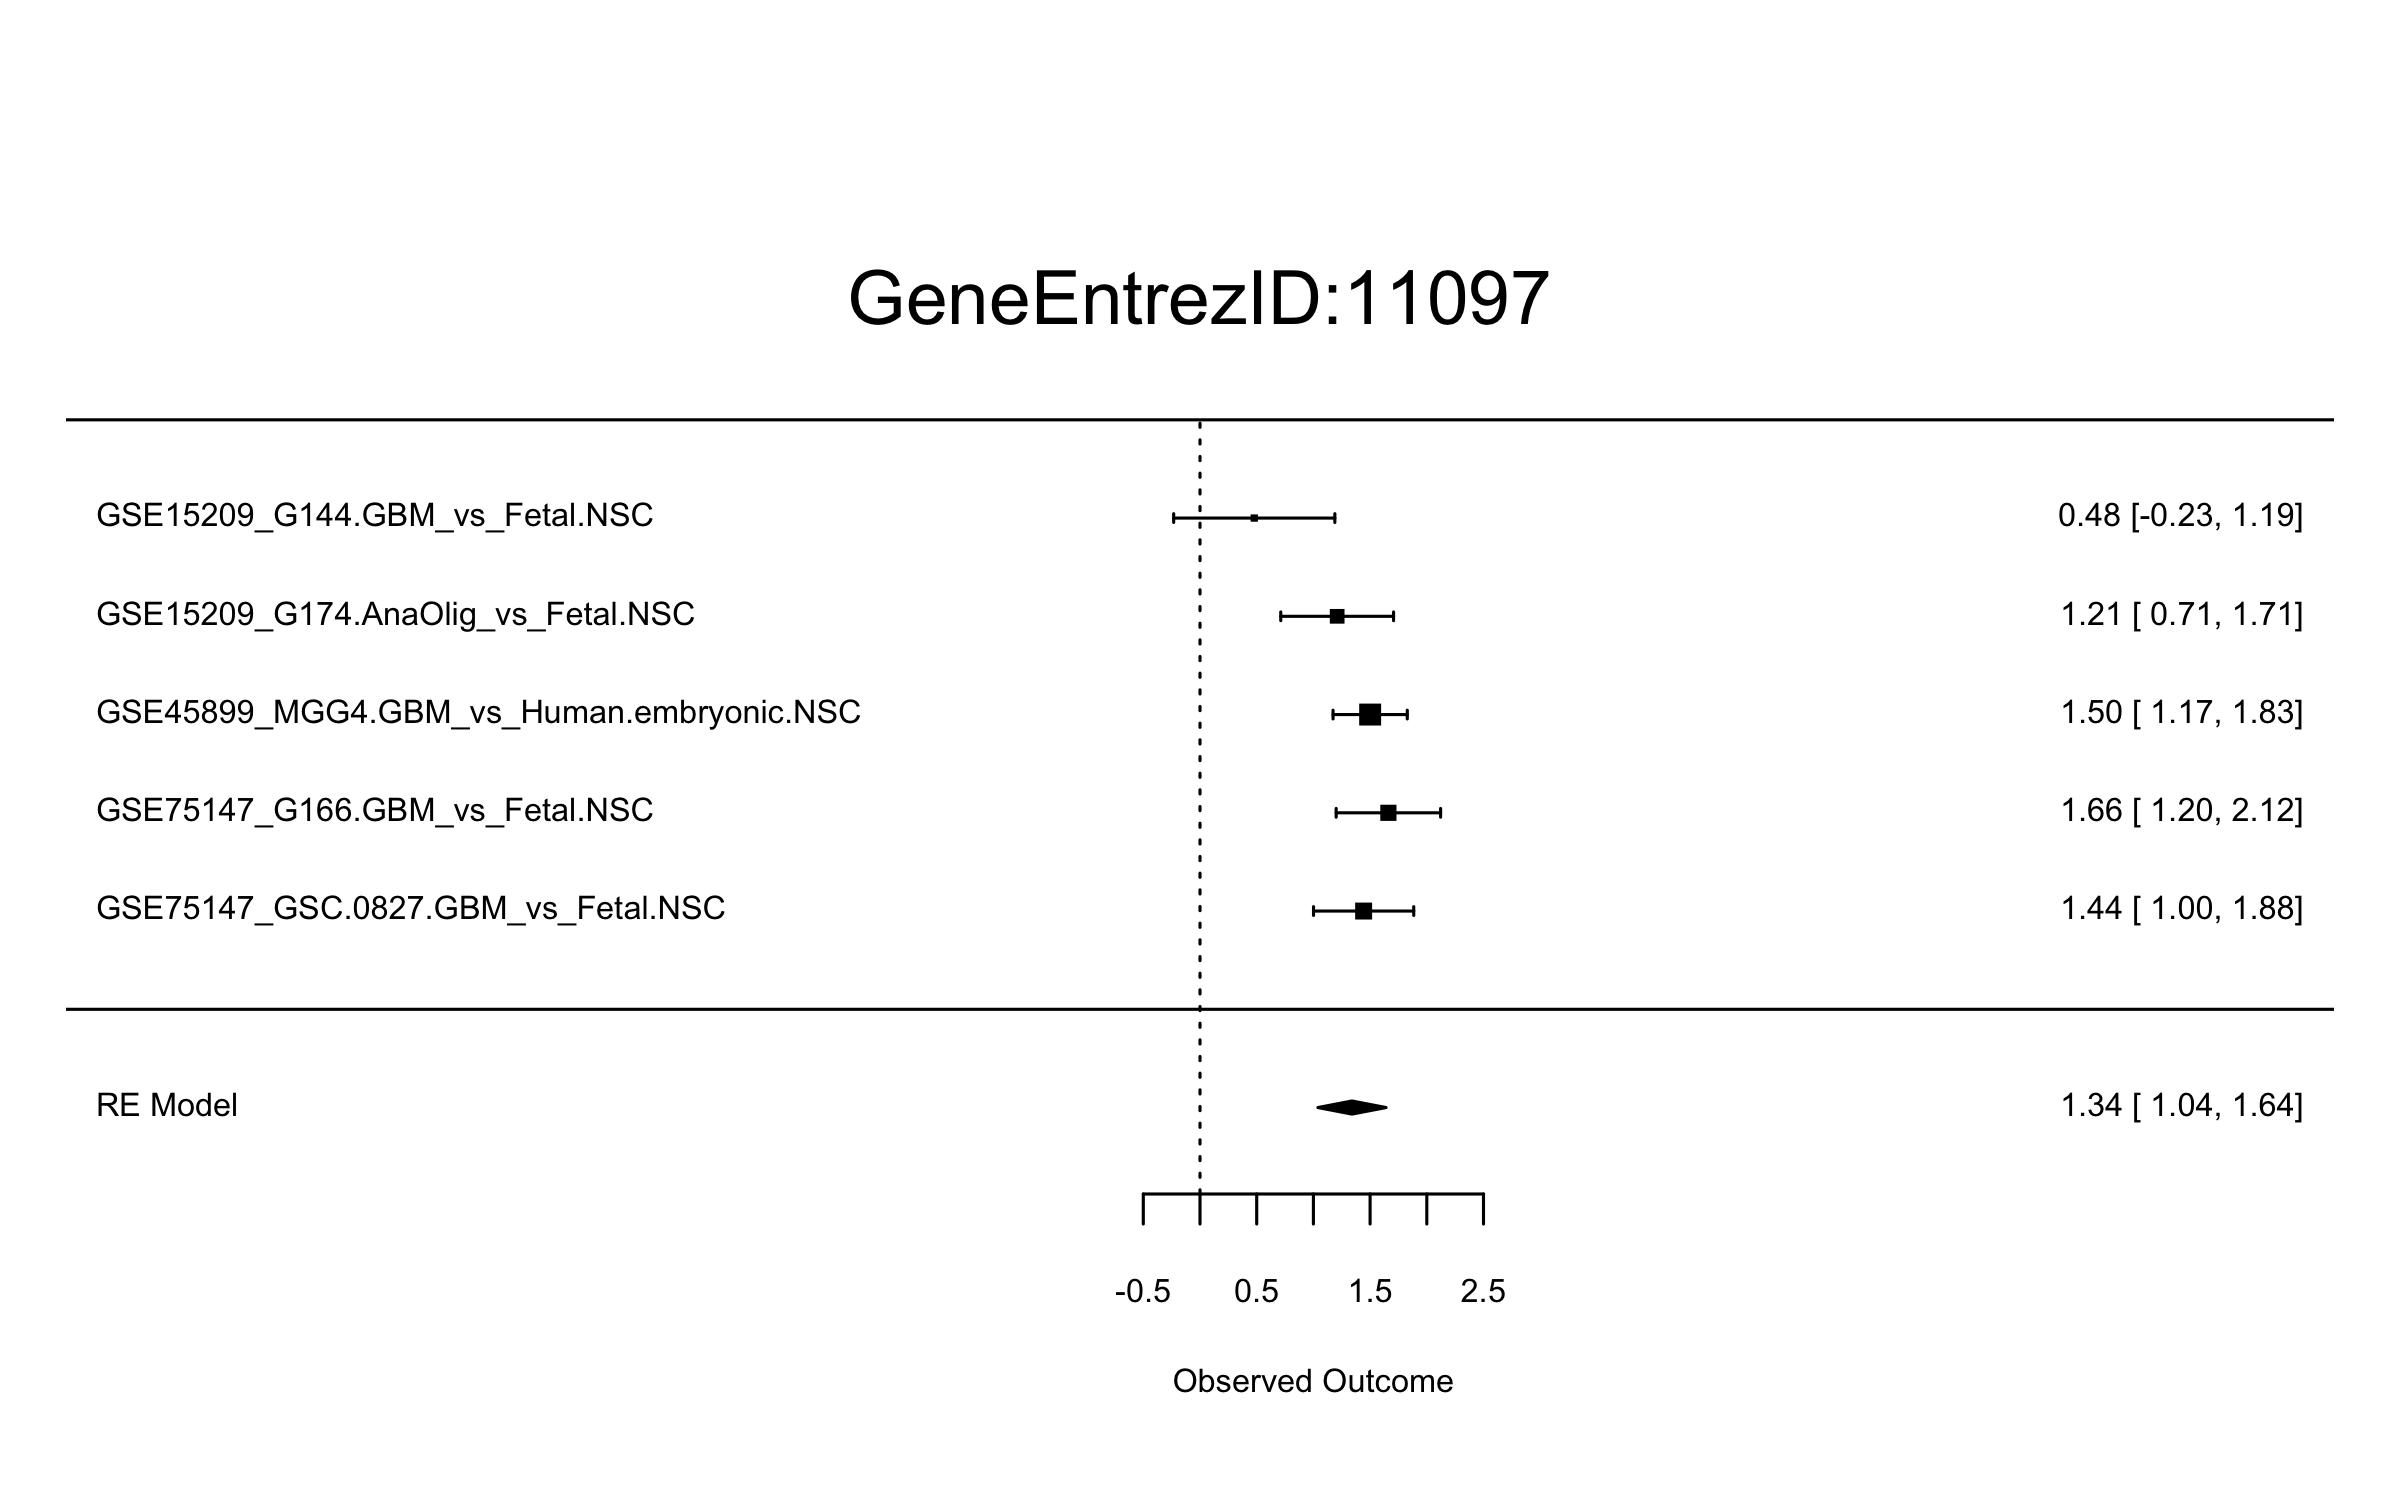 GeneEntrezID:11097
GSE15209_G144.GBM_vs_Fetal.NSC 0.48 [-0.23, 1.19]
GSE15209_G174.AnaOlig_vs_Fetal.NSC 1.21 [ 0.71, 1.71]
GSE45899_MGG4.GBM_vs_Human.embryonic.NSC 1.50 [ 1.17, 1.83]
GSE75147_G166.GBM_vs_Fetal.NSC 1.66 [ 1.20, 2.12]
GSE75147_GSC.0827.GBM_vs_Fetal.NSC 1.44 [ 1.00, 1.88]
RE Model 1.34 [ 1.04, 1.64]
-0.5 0.5 1.5 2.5
Observed Outcome